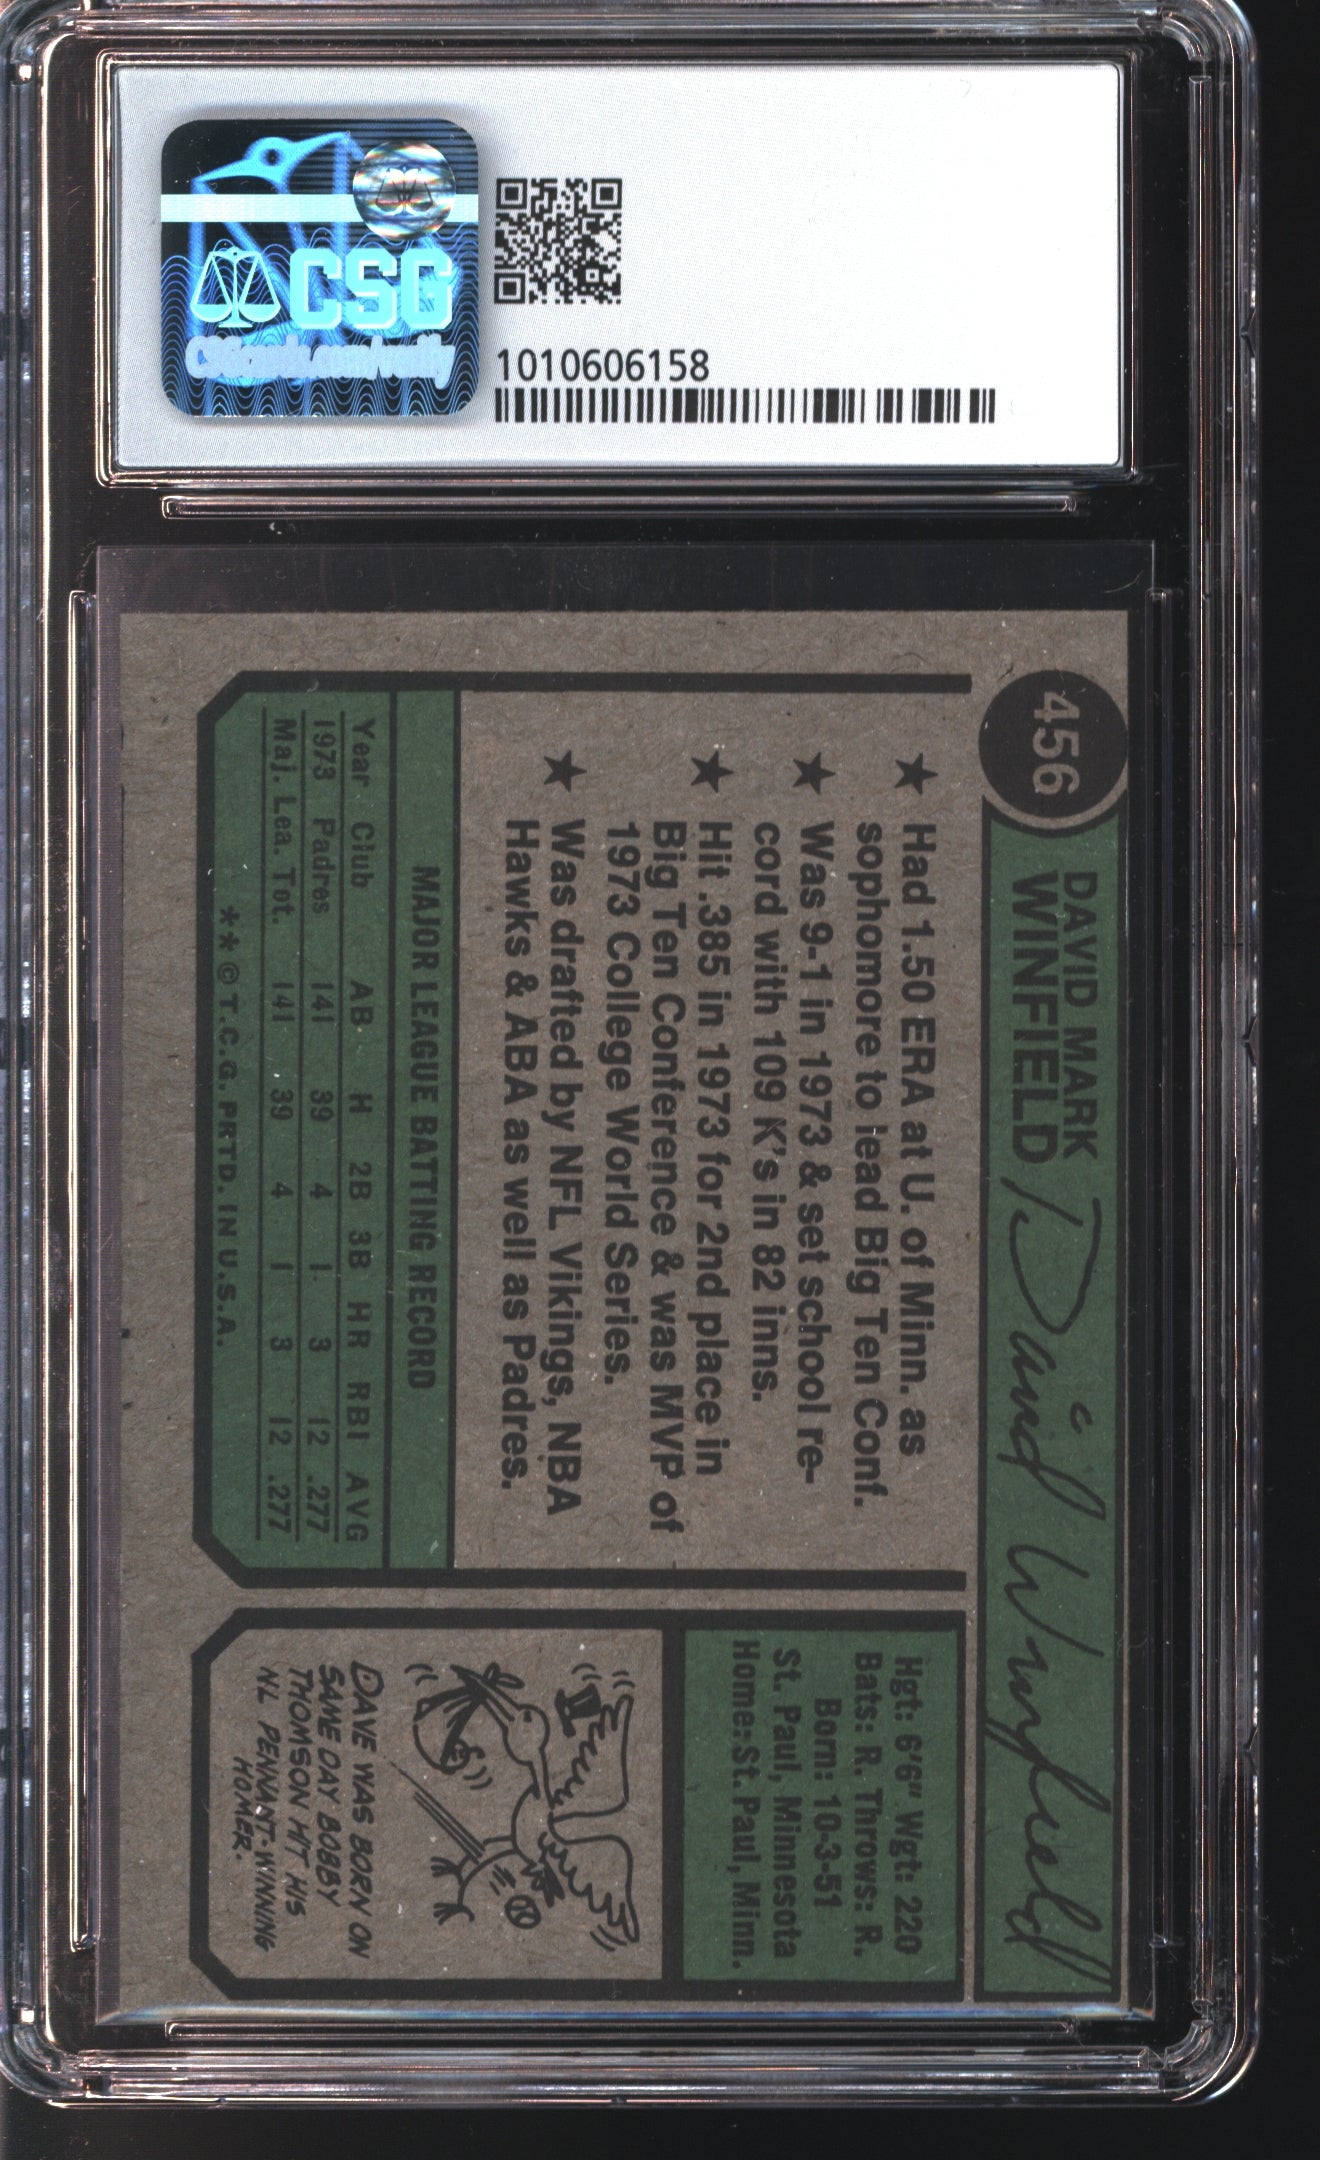 CSG
CSGcards.com/verify
1010606158
456
DAVID MARK
WINFIELD
David Winfield
★ Had 1.50 ERA at U. of Minn. as
sophomore to lead Big Ten Conf.
★ Was 9-1 in 1973 & set school re-
cord with 109 K's in 82 inns.
★ Hit .385 in 1973 for 2nd place in
Big Ten Conference & was MVP of
1973 College World Series.
★ Was drafted by NFL Vikings, NBA
Hawks & ABA as well as Padres.
MAJOR LEAGUE BATTING RECORD
Year Club AB H 2B 3B HR RBI AVG
1973 Padres 141 39 4 1 3 12 .277
Maj. Lea. Tot. 141 39 4 1 3 12 .277
**© T.C.G. PRTD. IN U.S.A.
Hgt: 6'6" Wgt: 220
Bats: R. Throws: R.
Born: 10-3-51
St. Paul, Minnesota
Home: St. Paul, Minn.
DAVE WAS BORN ON
SAME DAY BOBBY
THOMSON HIT HIS
NL PENNANT-WINNING
HOMER.